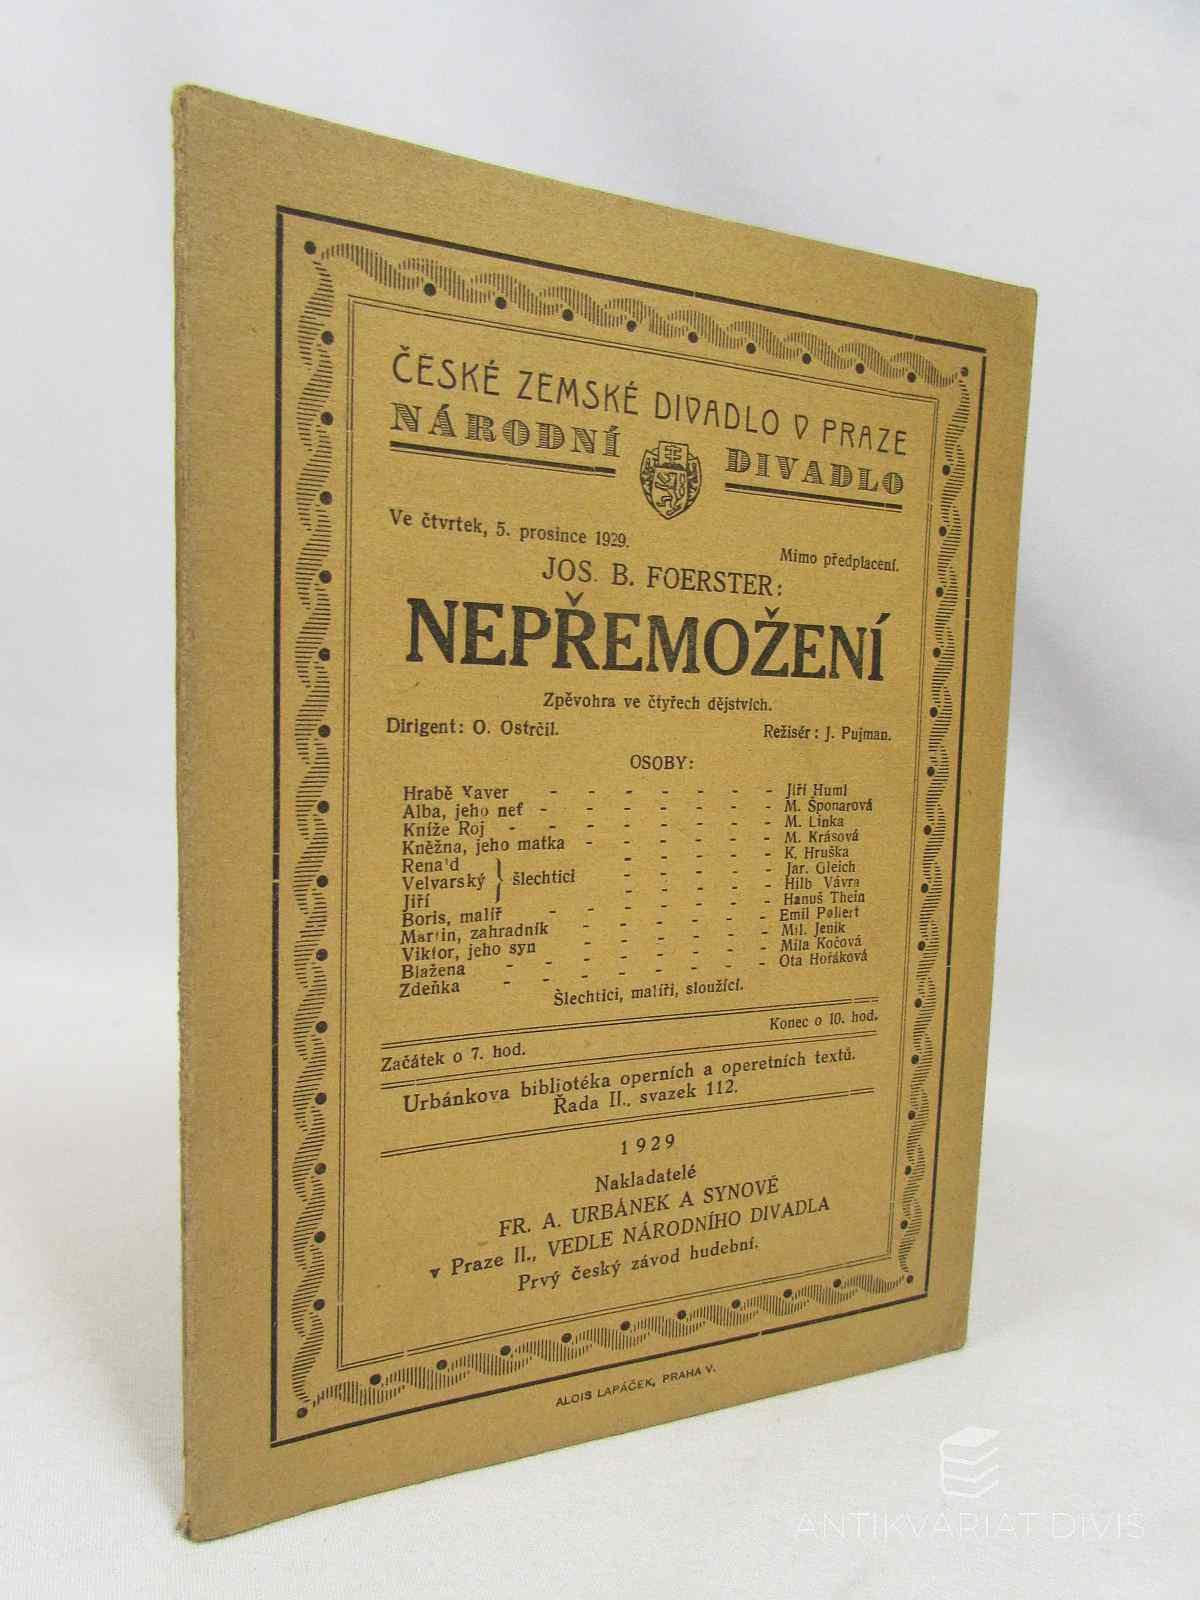 ČESKÉ ZEMSKÉ DIVADLO V PRAZE
NÁRODNÍ DIVADLO
Ve čtvrtek, 5. prosince 1929.
Mimo předplacení.
JOS. B. FOERSTER:
NEPŘEMOŽENÍ
Zpěvohra ve čtyřech dějstvích.
Dirigent: O. Ostrčil.
Režisér: J. Pujman.
OSOBY:
Hrabě Xaver - - - - - - - Jiří Huml
Alba, jeho neť - - - - - - - M. Šponarová
Kníže Roj - - - - - - - - M. Linka
Kněžna, jeho matka - - - - - - M. Krásová
Rena'd - - - - - K. Hruška
Velvarský } šlechtici - - - - - Jar. Gleich
Jiří - - - - - Hilb Vávra
Boris, malíř - - - - - - - Hanuš Thein
Martin, zahradník - - - - - - Emil Pollert
Viktor, jeho syn - - - - - - Mil. Jeník
Blažena - - - - - - - - Míla Kočová
Zdeňka - - - - - - - - Ota Horáková
Šlechtici, malíři, sloužící.
Začátek o 7. hod.
Konec o 10. hod.
Urbánkova bibliotéka operních a operetních textů.
Řada II., svazek 112.
1929
Nakladatelé
FR. A. URBÁNEK A SYNOVÉ
v Praze II., VEDLE NÁRODNÍHO DIVADLA
Prvý český závod hudební.
ALOIS LAPÁČEK, PRAHA V.
ANTIKVARIAT DIVIŠ